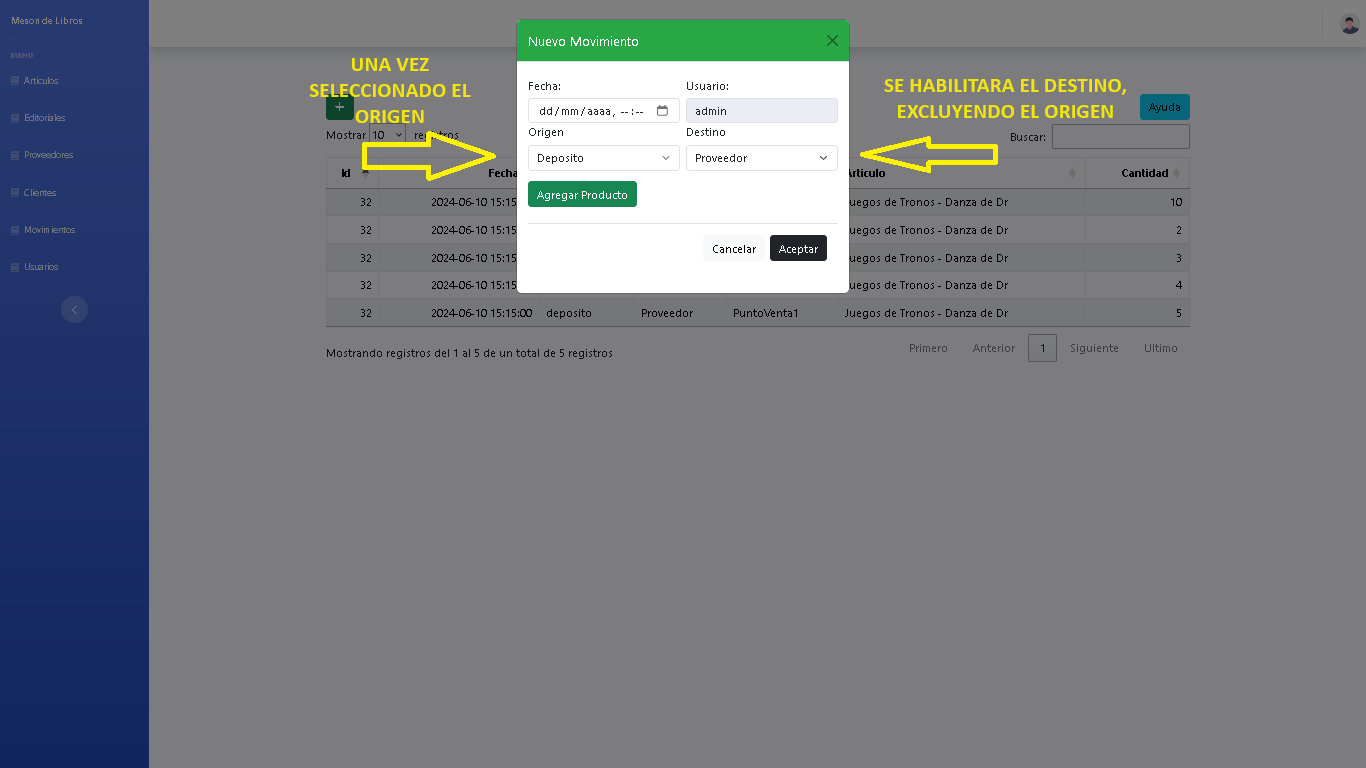 Meson de Libros
MENU
Articulos
Editoriales
Proveedores
Clientes
Movimientos
Usuarios
UNA VEZ
SELECCIONADO EL
ORIGEN
SE HABILITARA EL DESTINO,
EXCLUYENDO EL ORIGEN
Nuevo Movimiento
Fecha: Usuario:
dd/mm/aaaa, --:-- admin
Origen Destino
Deposito Proveedor
Agregar Producto
Cancelar Aceptar
+ Ayuda
Mostrar 10 registros Buscar:
Id Fecha Articulo Cantidad
32 2024-06-10 15:15 Juegos de Tronos - Danza de Dr 10
32 2024-06-10 15:15 Juegos de Tronos - Danza de Dr 2
32 2024-06-10 15:15 Juegos de Tronos - Danza de Dr 3
32 2024-06-10 15:15 Juegos de Tronos - Danza de Dr 4
32 2024-06-10 15:15:00 deposito Proveedor PuntoVenta1 Juegos de Tronos - Danza de Dr 5
Mostrando registros del 1 al 5 de un total de 5 registros
Primero Anterior 1 Siguiente Ultimo